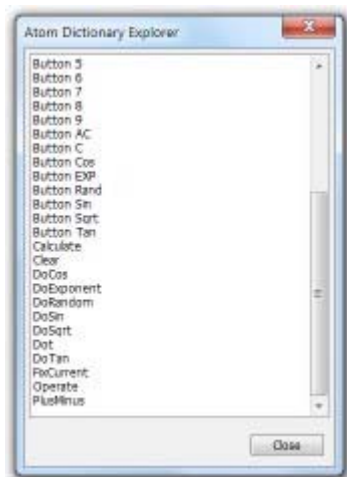 Atom Dictionary Explorer
Button 5
Button 6
Button 7
Button 8
Button 9
Button AC
Button C
Button Cos
Button EXP
Button Rand
Button Sin
Button Sqrt
Button Tan
Calculate
Clear
DoCos
DoExponent
DoRandom
DoSin
DoSqrt
Dot
DoTan
FixCurrent
Operate
PlusMinus
Close